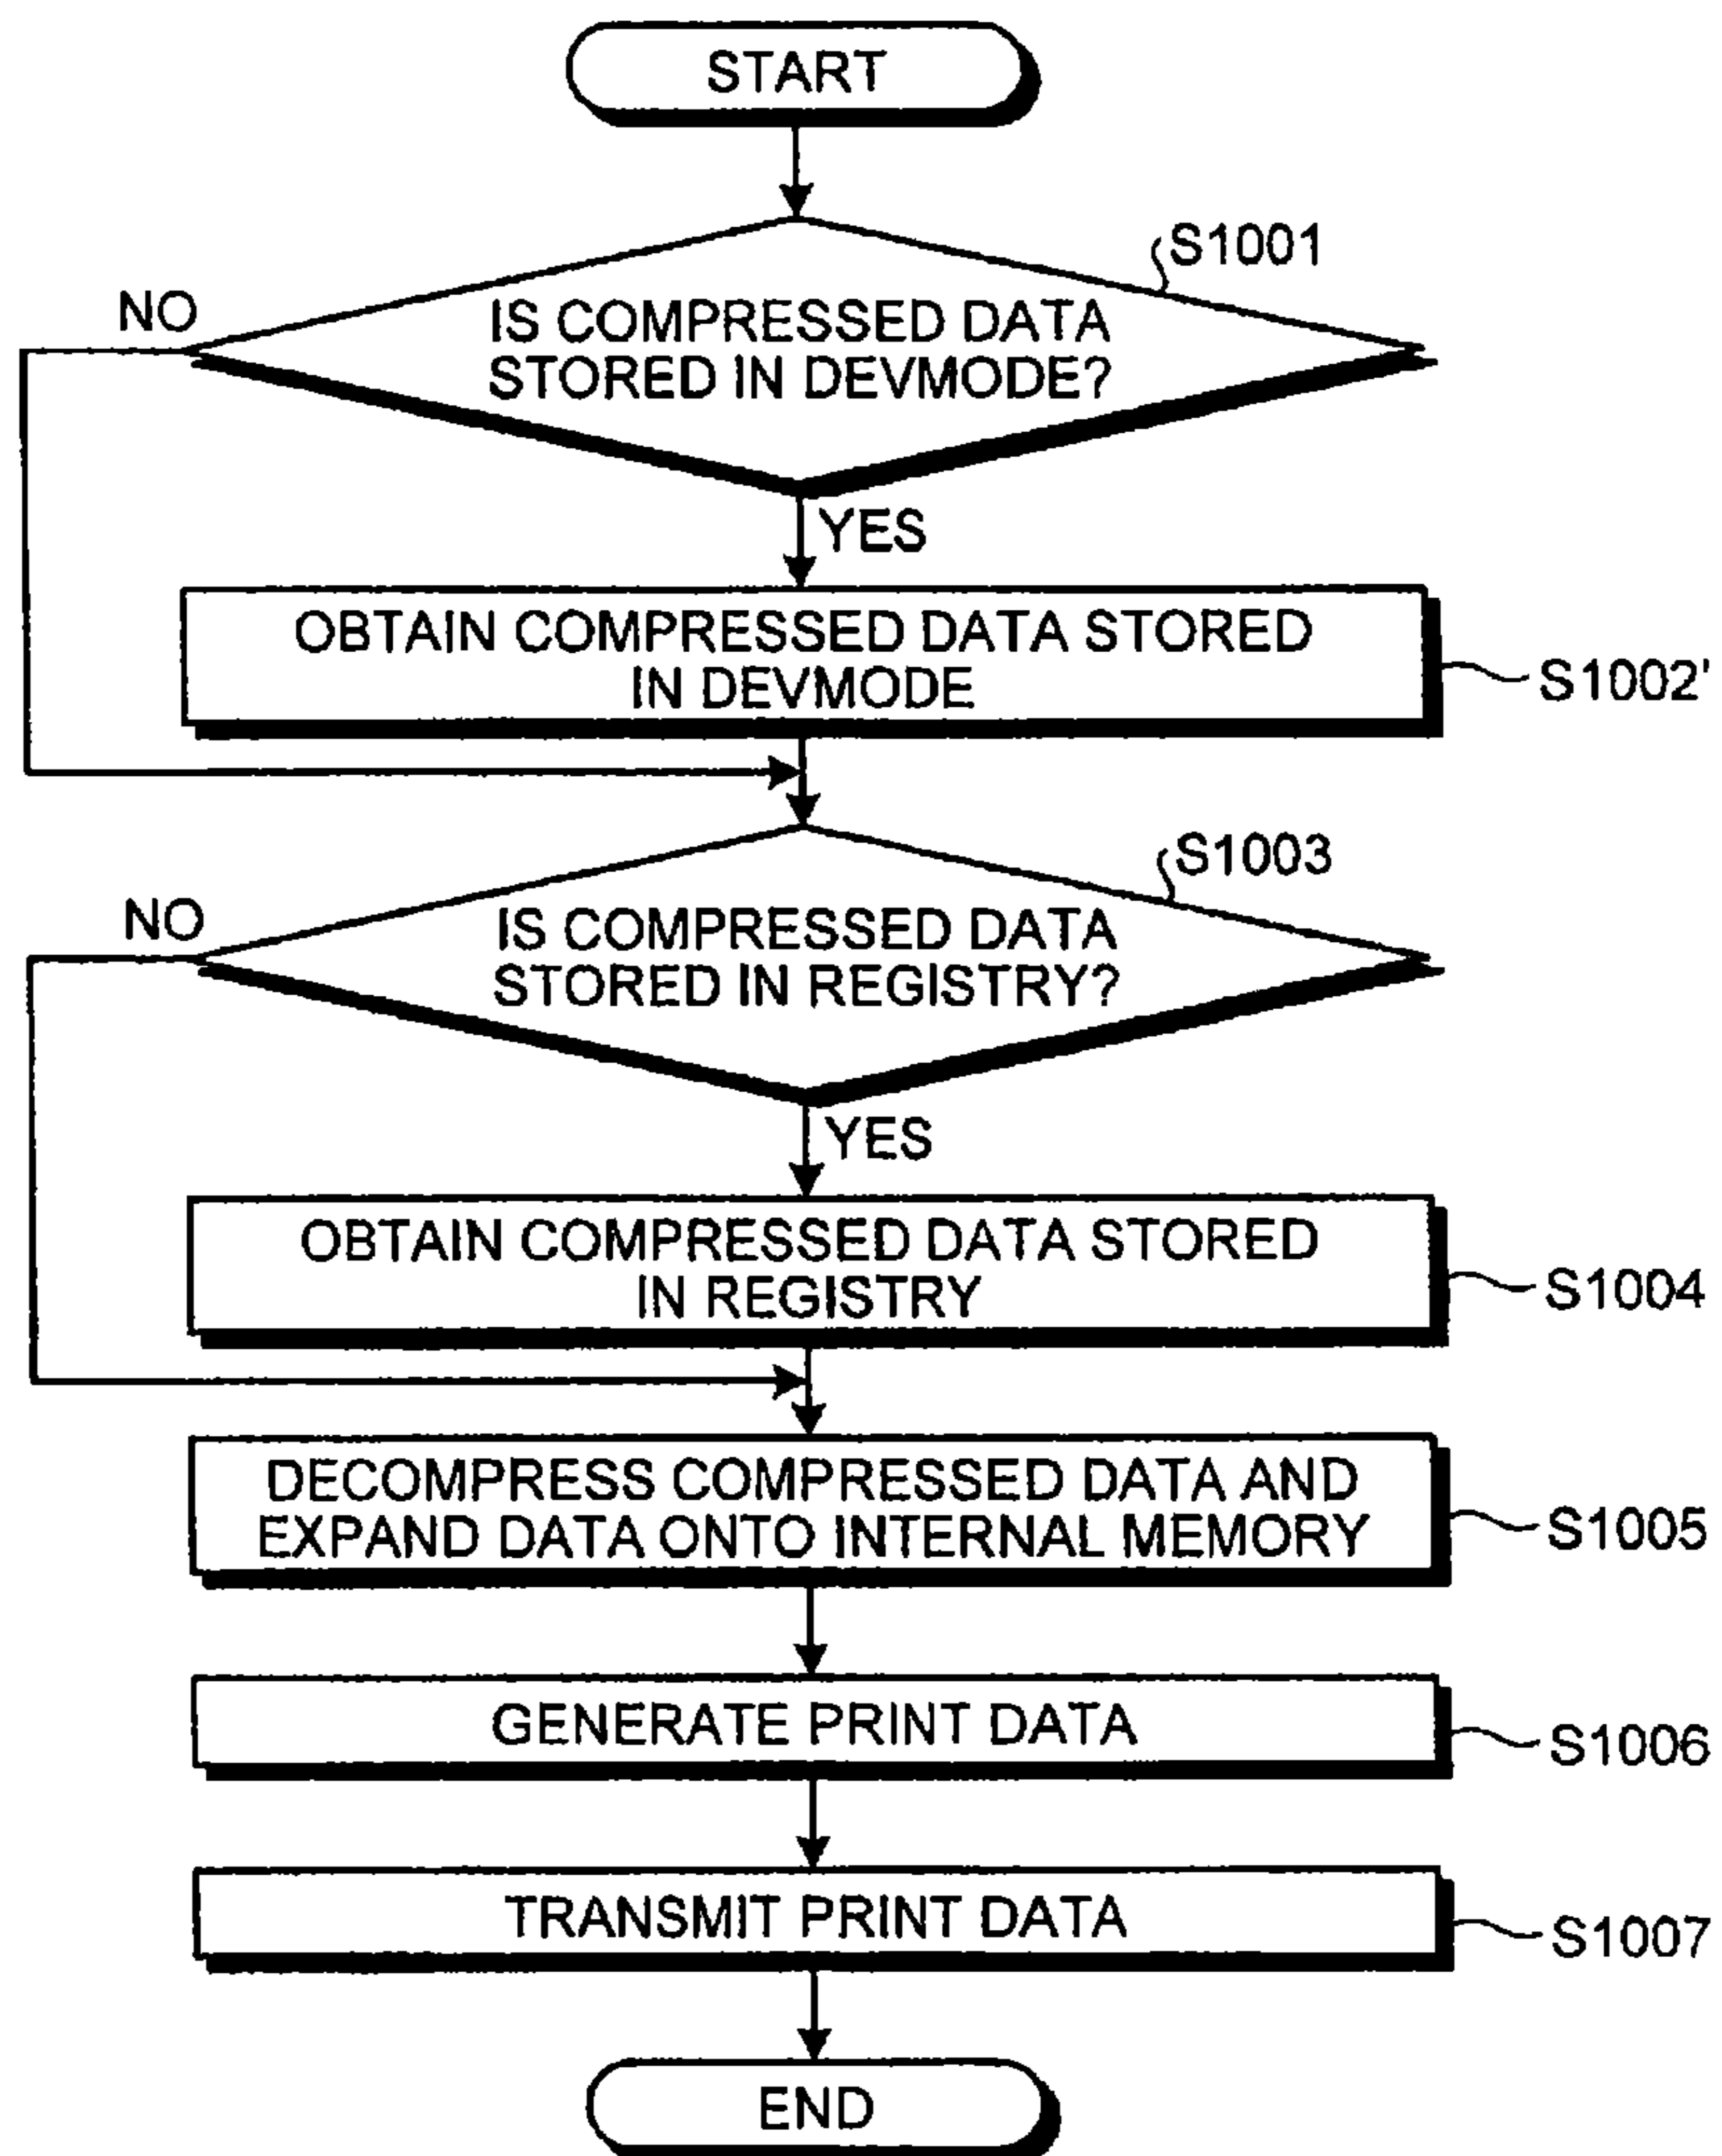 START
S1001
NO
IS COMPRESSED DATA
STORED IN DEVMODE?
YES
OBTAIN COMPRESSED DATA STORED
IN DEVMODE
S1002'
S1003
NO
IS COMPRESSED DATA
STORED IN REGISTRY?
YES
OBTAIN COMPRESSED DATA STORED
IN REGISTRY
S1004
DECOMPRESS COMPRESSED DATA AND
EXPAND DATA ONTO INTERNAL MEMORY
S1005
GENERATE PRINT DATA
S1006
TRANSMIT PRINT DATA
S1007
END